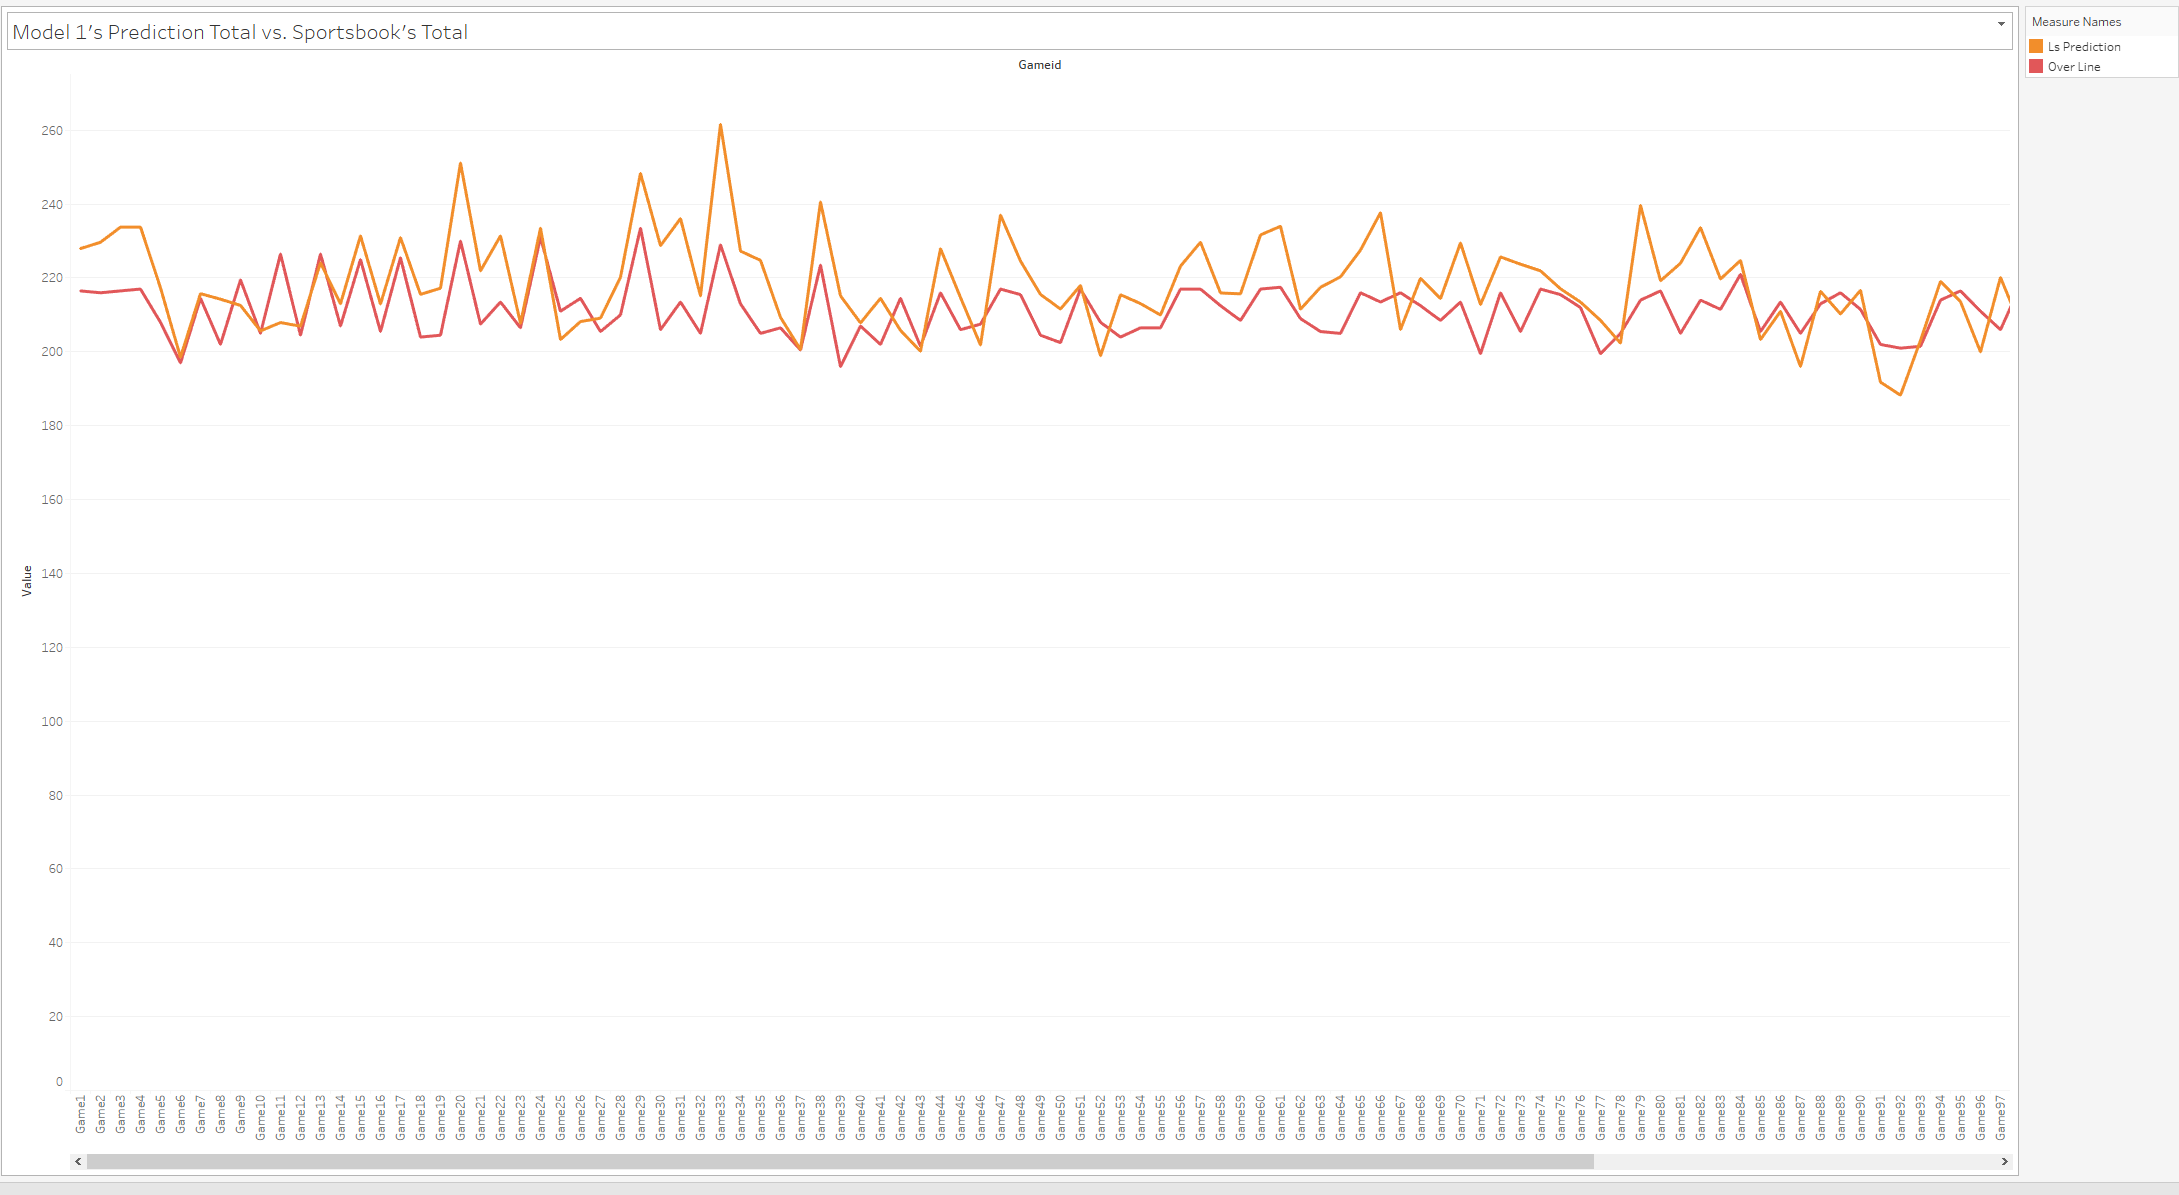 Model 1's Prediction Total vs. Sportsbook's Total
Measure Names
Ls Prediction
Over Line
Gameid
260
240
220
200
180
160
140
120
100
80
60
40
20
0
Value
Game1
Game2
Game3
Game4
Game5
Game6
Game7
Game8
Game9
Game10
Game11
Game12
Game13
Game14
Game15
Game16
Game17
Game18
Game19
Game20
Game21
Game22
Game23
Game24
Game25
Game26
Game27
Game28
Game29
Game30
Game31
Game32
Game33
Game34
Game35
Game36
Game37
Game38
Game39
Game40
Game41
Game42
Game43
Game44
Game45
Game46
Game47
Game48
Game49
Game50
Game51
Game52
Game53
Game54
Game55
Game56
Game57
Game58
Game59
Game60
Game61
Game62
Game63
Game64
Game65
Game66
Game67
Game68
Game69
Game70
Game71
Game72
Game73
Game74
Game75
Game76
Game77
Game78
Game79
Game80
Game81
Game82
Game83
Game84
Game85
Game86
Game87
Game88
Game89
Game90
Game91
Game92
Game93
Game94
Game95
Game96
Game97